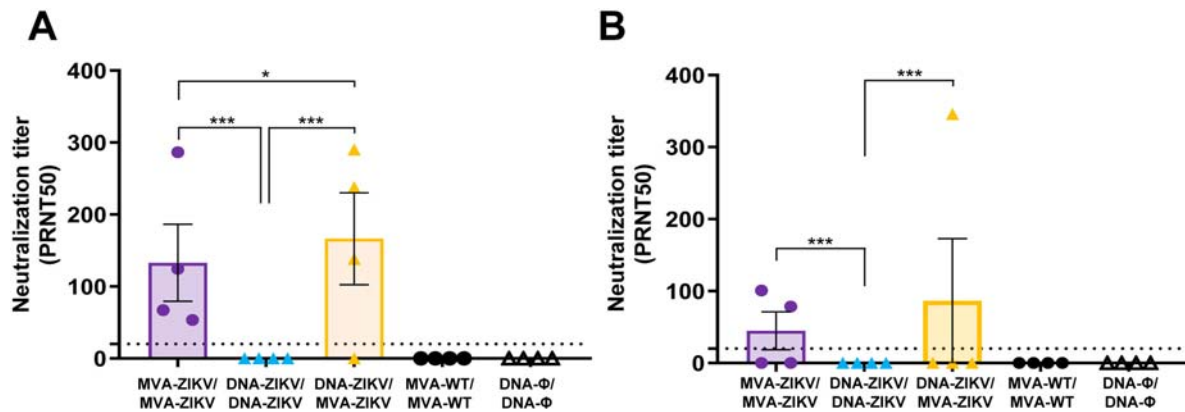 A
Neutralization titer
(PRNT50)
400
300
200
100
0
*
***
***
MVA-ZIKV/
MVA-ZIKV
DNA-ZIKV/
DNA-ZIKV
DNA-ZIKV/
MVA-ZIKV
MVA-WT/
MVA-WT
DNA-Φ/
DNA-Φ
B
Neutralization titer
(PRNT50)
400
300
200
100
0
***
***
MVA-ZIKV/
MVA-ZIKV
DNA-ZIKV/
DNA-ZIKV
DNA-ZIKV/
MVA-ZIKV
MVA-WT/
MVA-WT
DNA-Φ/
DNA-Φ